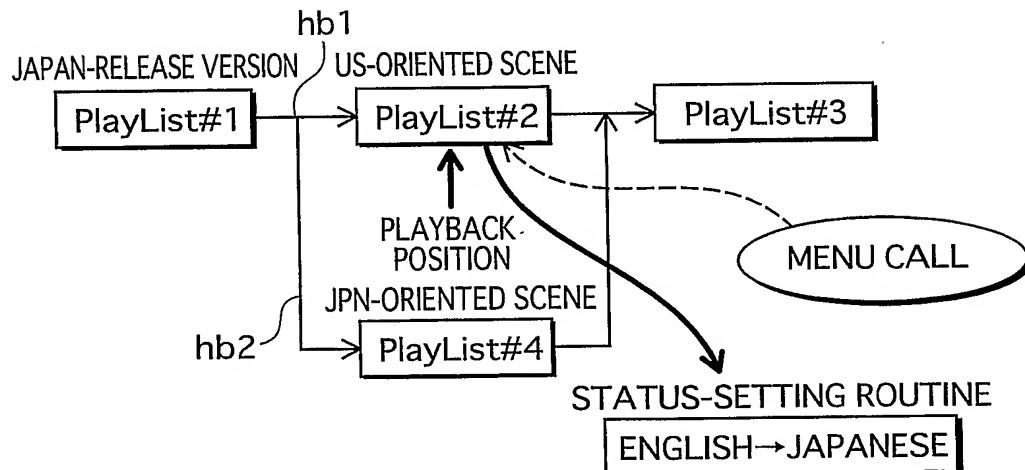 hb1
JAPAN-RELEASE VERSION
US-ORIENTED SCENE
PlayList#1
PlayList#2
PlayList#3
PLAYBACK
POSITION
MENU CALL
JPN-ORIENTED SCENE
hb2
PlayList#4
STATUS-SETTING ROUTINE
ENGLISH→JAPANESE